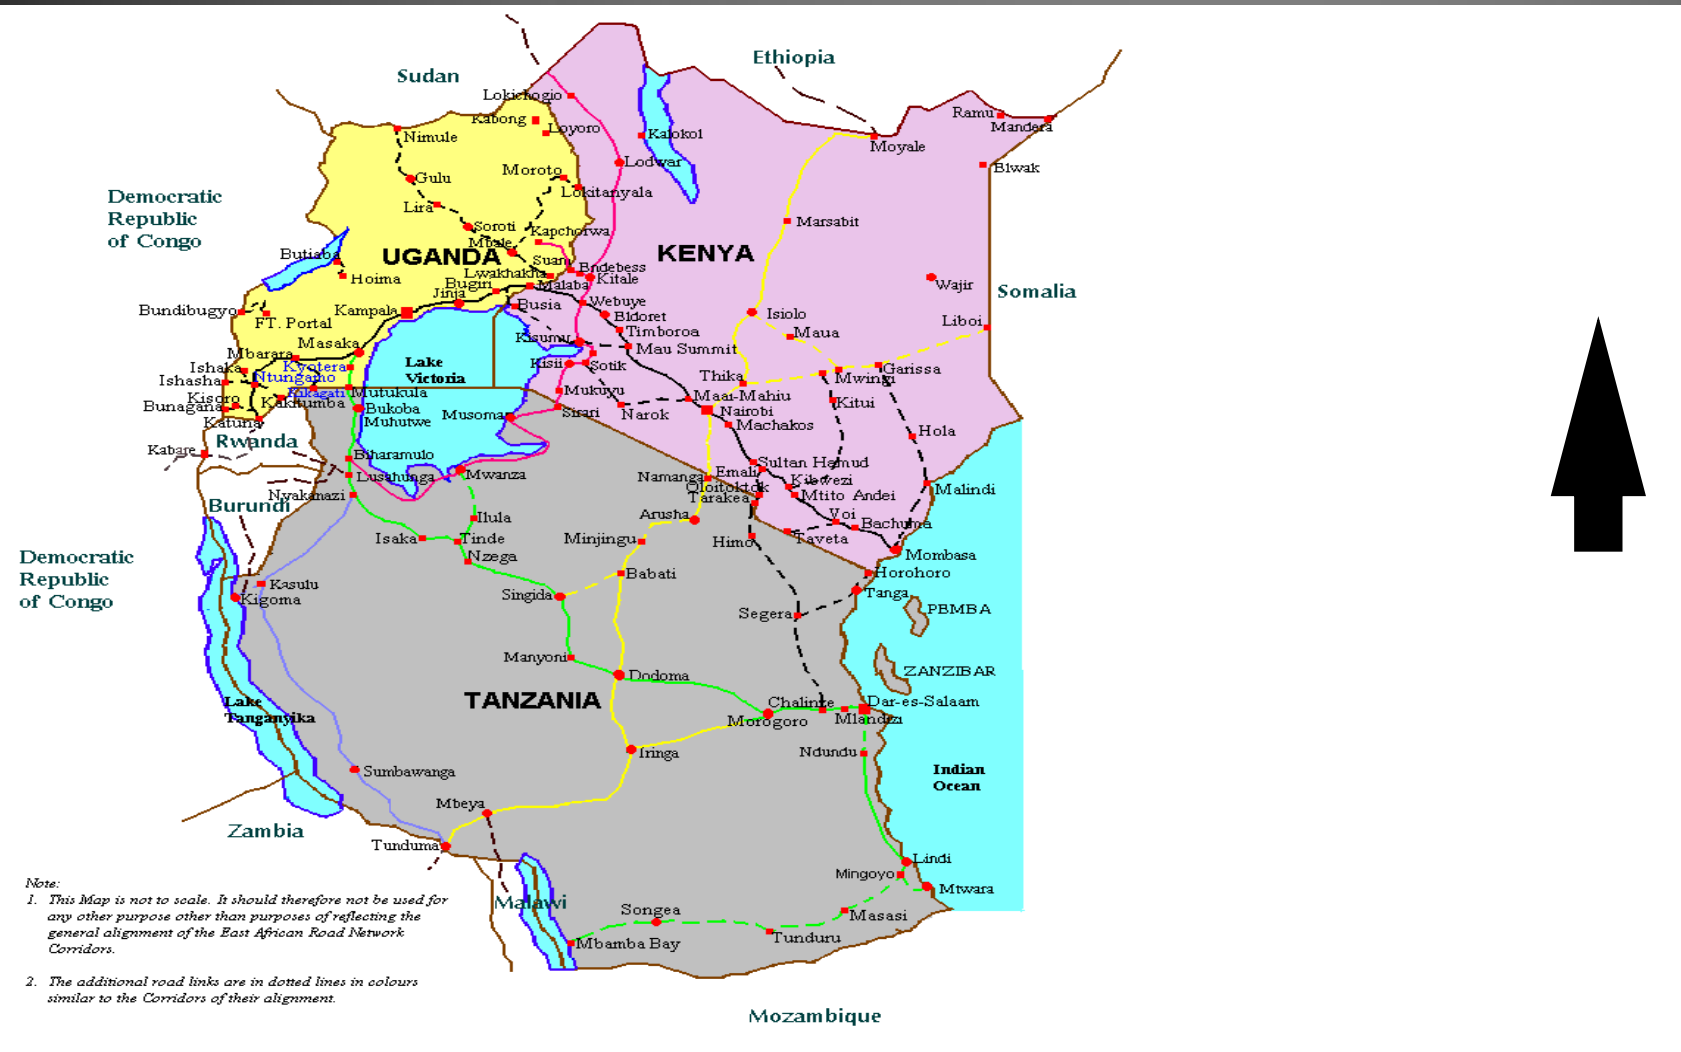 Ethiopia
Sudan
Lokichogio
Kabong
Loyoro
Ramu
Mandera
Nimule
Kalokol
Moyale
Lodwar
Elwak
Moroto
Gulu
Lokitanyala
Democratic
Republic
of Congo
Lira
Marsabit
Soroti
Kapchorwa
Mbale
UGANDA
KENYA
Butiaba
Suam
Endebess
Lwakhakha
Hoima
Kitale
Bugiri
Malaba
Wajir
Somalia
Jinja
Bundibugyo
Kampala
Busia
Webuye
Eldoret
Isiolo
Liboi
FT. Portal
Timboroa
Maua
Masaka
Kisumu
Mau Summit
Mbarara
Lake
Victoria
Ishaka
Kyotera
Kisii
Sotik
Garissa
Ishasha
Ntungamo
Thika
Mwingi
Kisoro
Kikagati
Mutukula
Mukuyu
Maai-Mahiu
Bunagana
Kakitumba
Bukoba
Musoma
Sirari
Narok
Nairobi
Kitui
Katuna
Muhutwe
Machakos
Rwanda
Hola
Kabare
Biharamulo
Sultan Hamud
Lusahunga
Mwanza
Namanga
Emali
Kibwezi
Oloitoktok
Nyakanazi
Tarakea
Mtito Andei
Malindi
Burundi
Ilula
Arusha
Voi
Bachuma
Isaka
Tinde
Minjingu
Himo
Taveta
Nzega
Mombasa
Democratic
Republic
of Congo
Babati
Horohoro
Kasulu
Kigoma
Singida
Tanga
Segera
PEMBA
Manyoni
Dodoma
ZANZIBAR
Lake
Tanganyika
TANZANIA
Chalinze
Dar-es-Salaam
Morogoro
Mlandizi
Iringa
Ndundu
Sumbawanga
Indian
Ocean
Mbeya
Zambia
Tunduma
Lindi
Mingoyo
Mtwara
Malawi
Songea
Masasi
Mbamba Bay
Tunduru
Note:
1. This Map is not to scale. It should therefore not be used for
any other purpose other than purposes of reflecting the
general alignment of the East African Road Network
Corridors.
2. The additional road links are in dotted lines in colours
similar to the Corridors of their alignment.
Mozambique